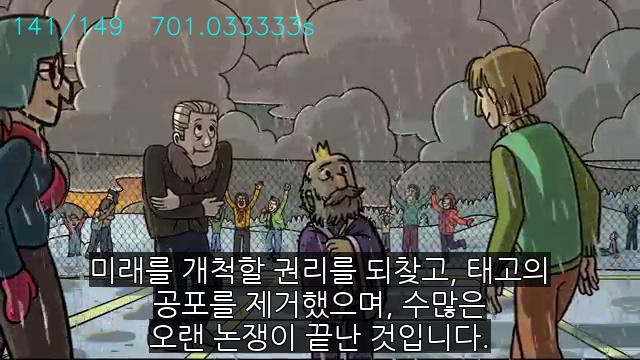 141/149 701.033333s
미래를 개척할 권리를 되찾고, 태고의
공포를 제거했으며, 수많은
오랜 논쟁이 끝난 것입니다.